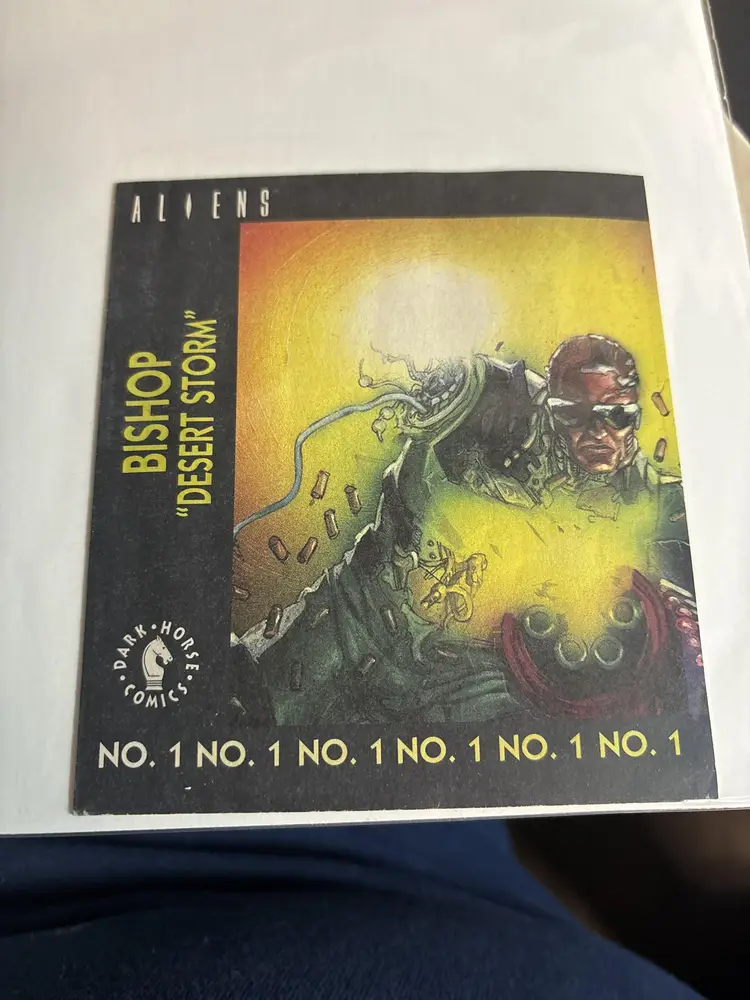 ALIENS
BISHOP
“DESERT STORM”
DARK • HORSE • COMICS •
NO. 1 NO. 1 NO. 1 NO. 1 NO. 1 NO. 1